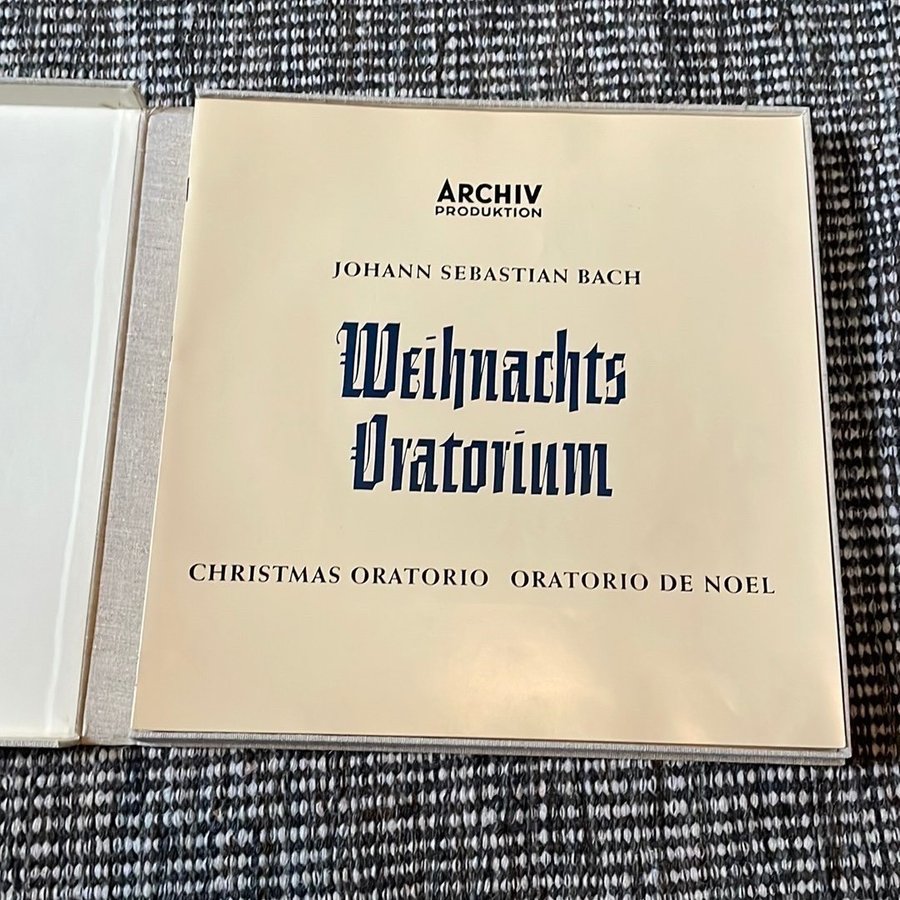 ARCHIV
PRODUKTION
JOHANN SEBASTIAN BACH
Weihnachts
Oratorium
CHRISTMAS ORATORIO ORATORIO DE NOEL